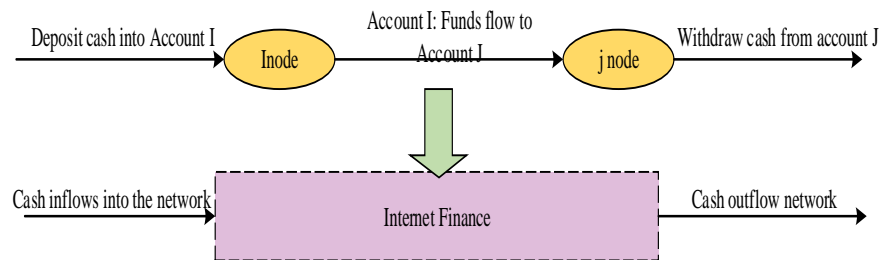 Deposit cash into Account I
Inode
Account I: Funds flow to
Account J
j node
Withdraw cash from account J
Cash inflows into the network
Internet Finance
Cash outflow network